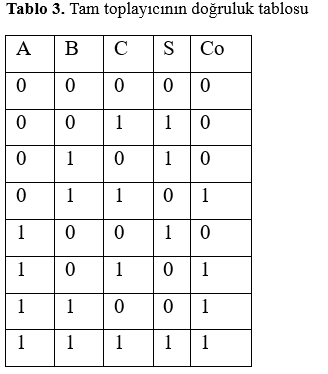 Tablo 3. Tam toplayıcının doğruluk tablosu
A B C S Co
0 0 0 0 0
0 0 1 1 0
0 1 0 1 0
0 1 1 0 1
1 0 0 1 0
1 0 1 0 1
1 1 0 0 1
1 1 1 1 1